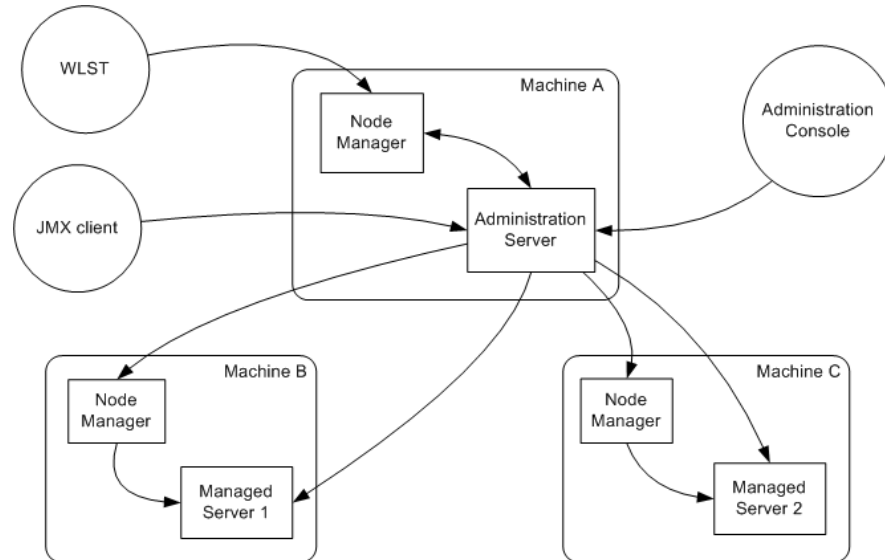 WLST
Machine A
Node
Manager
Administration
Console
JMX client
Administration
Server
Machine B
Node
Manager
Managed
Server 1
Machine C
Node
Manager
Managed
Server 2